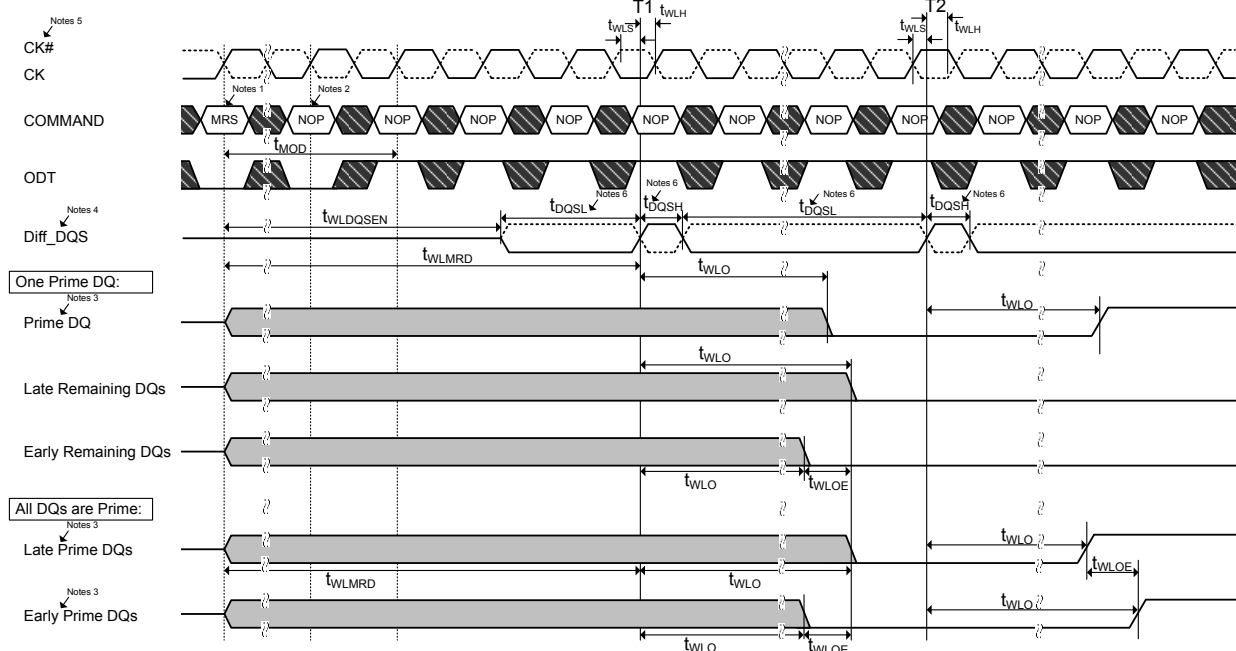 T1 T2
Notes 5 tWLS tWLH tWLS tWLH
CK#
CK
Notes 1 Notes 2
COMMAND MRS NOP NOP NOP NOP NOP NOP NOP NOP NOP NOP NOP
tMOD
ODT
Notes 6 Notes 6 Notes 6 Notes 6
Notes 4 tWLDQSEN tDQSL tDQSH tDQSL tDQSH
Diff_DQS
tWLMRD
One Prime DQ: tWLO
Notes 3 tWLO
Prime DQ
tWLO
Late Remaining DQs
Early Remaining DQs
tWLO tWLOE
All DQs are Prime:
Notes 3
Late Prime DQs tWLO
tWLMRD tWLO tWLOE
Notes 3
Early Prime DQs tWLO
tWLO tWLOE